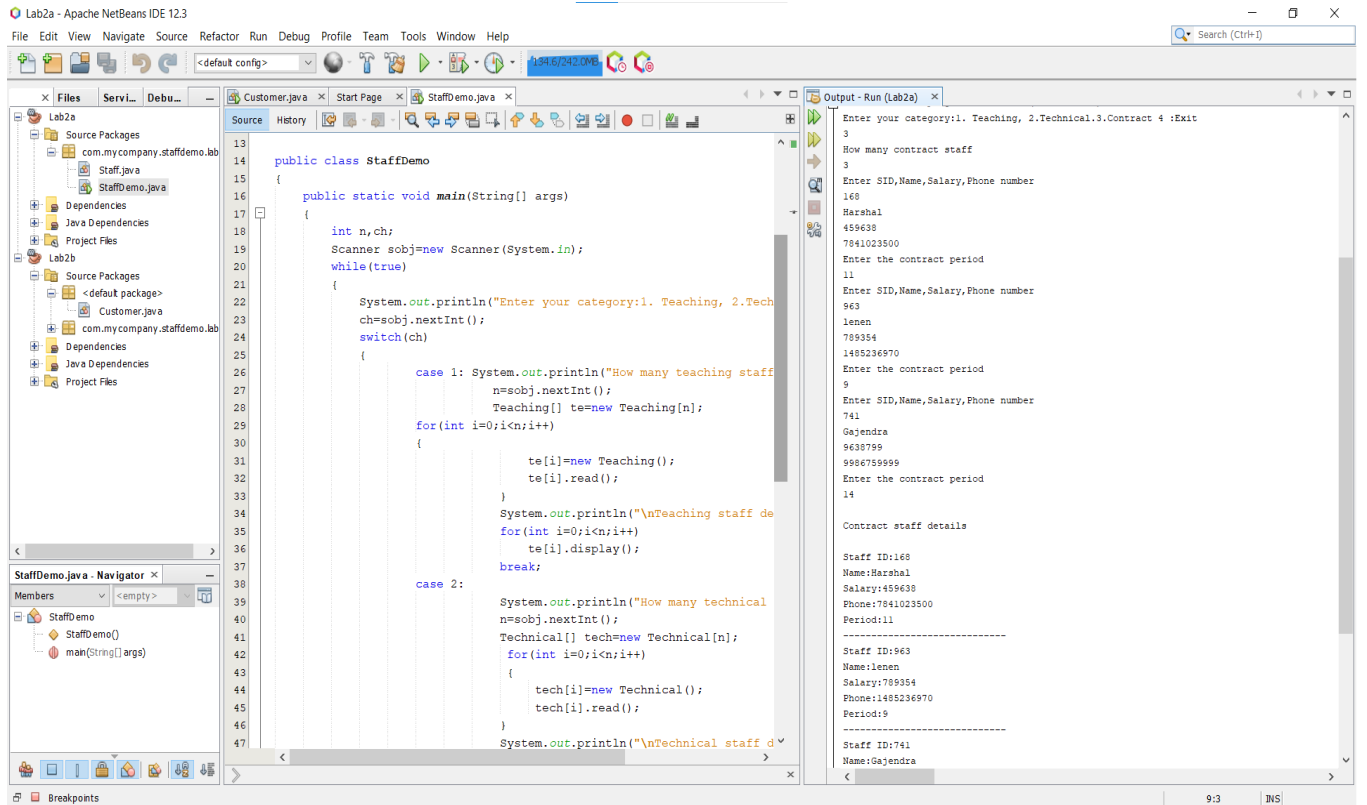 Lab2a - Apache NetBeans IDE 12.3
File Edit View Navigate Source Refactor Run Debug Profile Team Tools Window Help
Search (Ctrl+I)
<default config>
134.6/242.0MB
Files Servi... Debu...
Lab2a
Source Packages
com.mycompany.staffdemo.lab
Staff.java
StaffDemo.java
Dependencies
Java Dependencies
Project Files
Lab2b
Source Packages
<default package>
Customer.java
com.mycompany.staffdemo.lab
Dependencies
Java Dependencies
Project Files
StaffDemo.java - Navigator
Members <empty>
StaffDemo
StaffDemo()
main(String[] args)
Customer.java Start Page StaffDemo.java
Source History
13
14 public class StaffDemo
15 {
16 public static void main(String[] args)
17 {
18 int n,ch;
19 Scanner sobj=new Scanner(System.in);
20 while(true)
21 {
22 System.out.println("Enter your category:1. Teaching, 2.Tech
23 ch=sobj.nextInt();
24 switch(ch)
25 {
26 case 1: System.out.println("How many teaching staff
27 n=sobj.nextInt();
28 Teaching[] te=new Teaching[n];
29 for(int i=0;i<n;i++)
30 {
31 te[i]=new Teaching();
32 te[i].read();
33 }
34 System.out.println("\nTeaching staff de
35 for(int i=0;i<n;i++)
36 te[i].display();
37 break;
38 case 2:
39 System.out.println("How many technical
40 n=sobj.nextInt();
41 Technical[] tech=new Technical[n];
42 for(int i=0;i<n;i++)
43 {
44 tech[i]=new Technical();
45 tech[i].read();
46 }
47 System.out.println("\nTechnical staff d
Output - Run (Lab2a)
Enter your category:1. Teaching, 2.Technical.3.Contract 4 :Exit
3
How many contract staff
3
Enter SID,Name,Salary,Phone number
168
Harshal
459638
7841023500
Enter the contract period
11
Enter SID,Name,Salary,Phone number
963
lenen
789354
1485236970
Enter the contract period
9
Enter SID,Name,Salary,Phone number
741
Gajendra
9638799
9986759999
Enter the contract period
14
Contract staff details
Staff ID:168
Name:Harshal
Salary:459638
Phone:7841023500
Period:11
-----------------------------
Staff ID:963
Name:lenen
Salary:789354
Phone:1485236970
Period:9
-----------------------------
Staff ID:741
Name:Gajendra
Breakpoints
9:3 INS